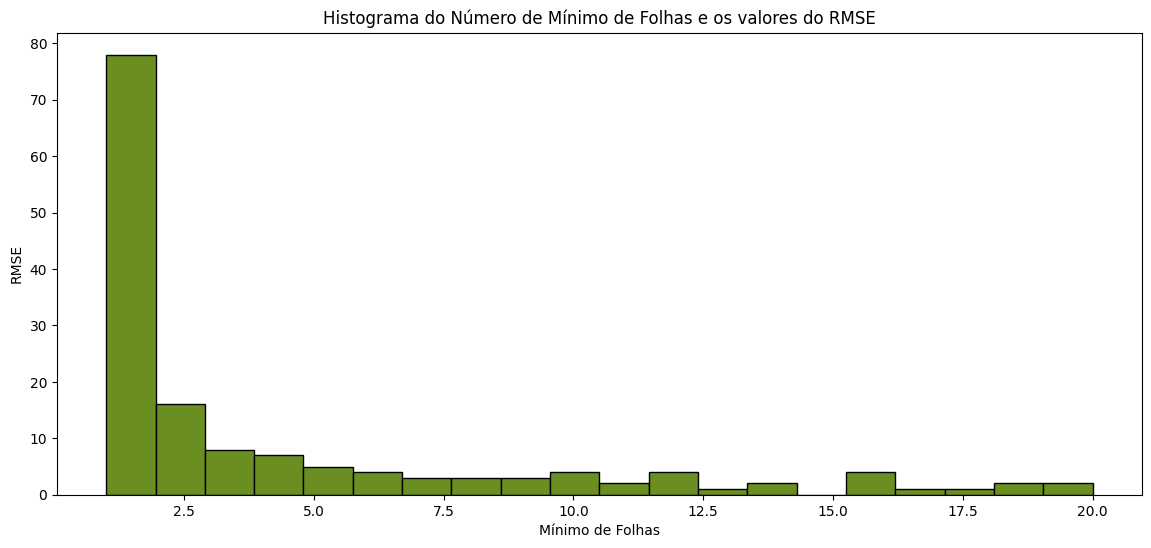 Histograma do Número de Mínimo de Folhas e os valores do RMSE
80
70
60
50
40
30
20
10
0
RMSE
2.5 5.0 7.5 10.0 12.5 15.0 17.5 20.0
Mínimo de Folhas